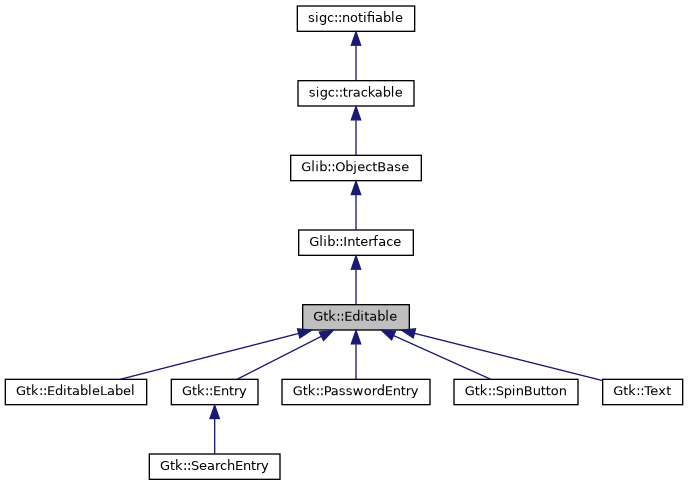 sigc::notifiable
sigc::trackable
Glib::ObjectBase
Glib::Interface
Gtk::Editable
Gtk::EditableLabel
Gtk::Entry
Gtk::PasswordEntry
Gtk::SpinButton
Gtk::Text
Gtk::SearchEntry